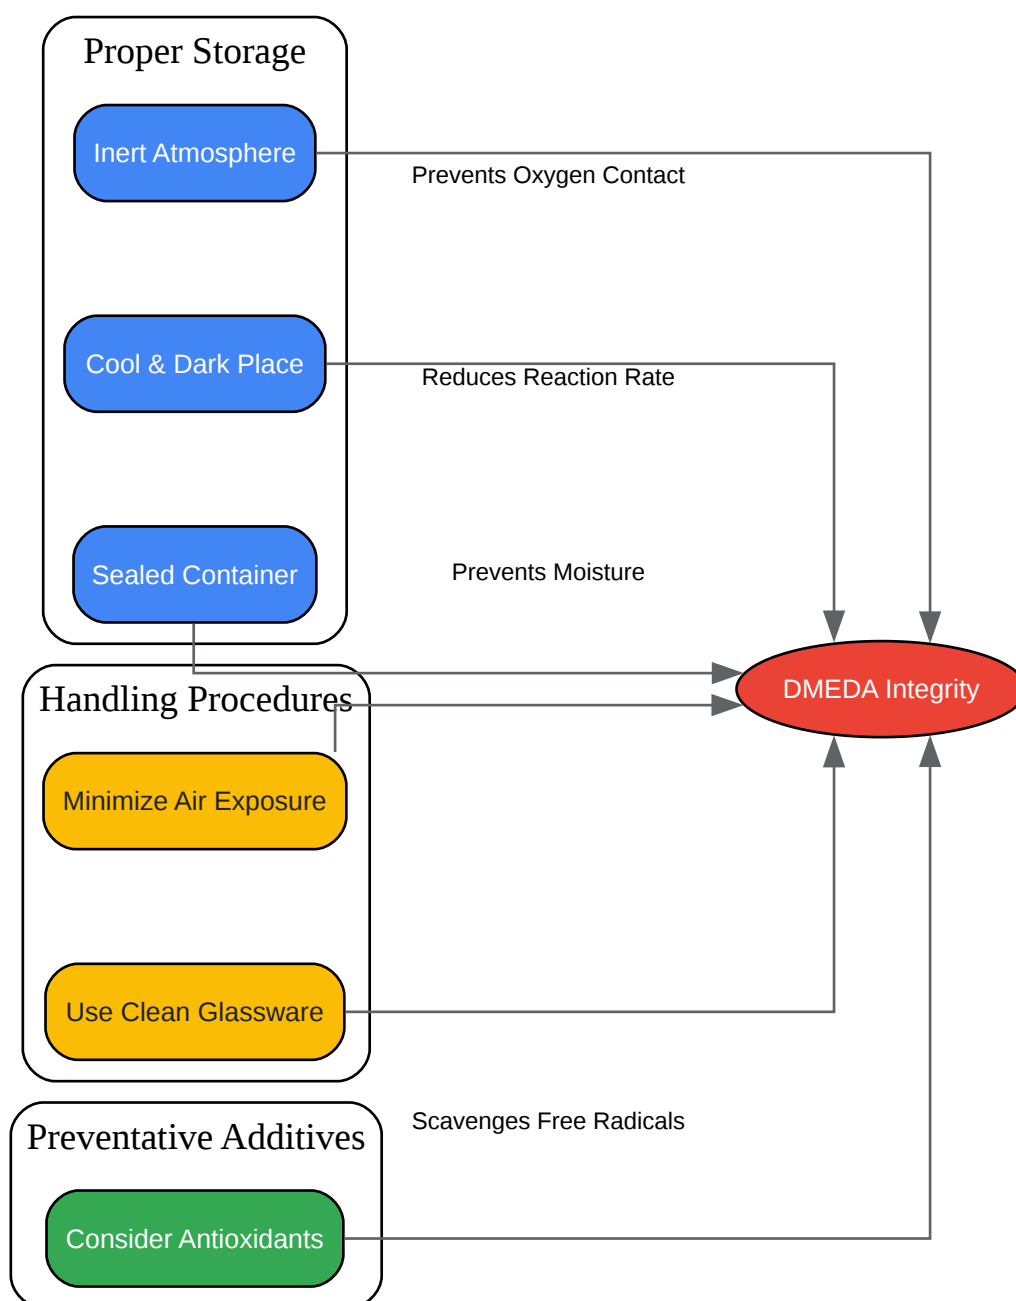 Proper Storage
Inert Atmosphere
Prevents Oxygen Contact
Cool & Dark Place
Reduces Reaction Rate
Sealed Container
Prevents Moisture
DMEDA Integrity
Handling Procedures
Minimize Air Exposure
Use Clean Glassware
Scavenges Free Radicals
Preventative Additives
Consider Antioxidants